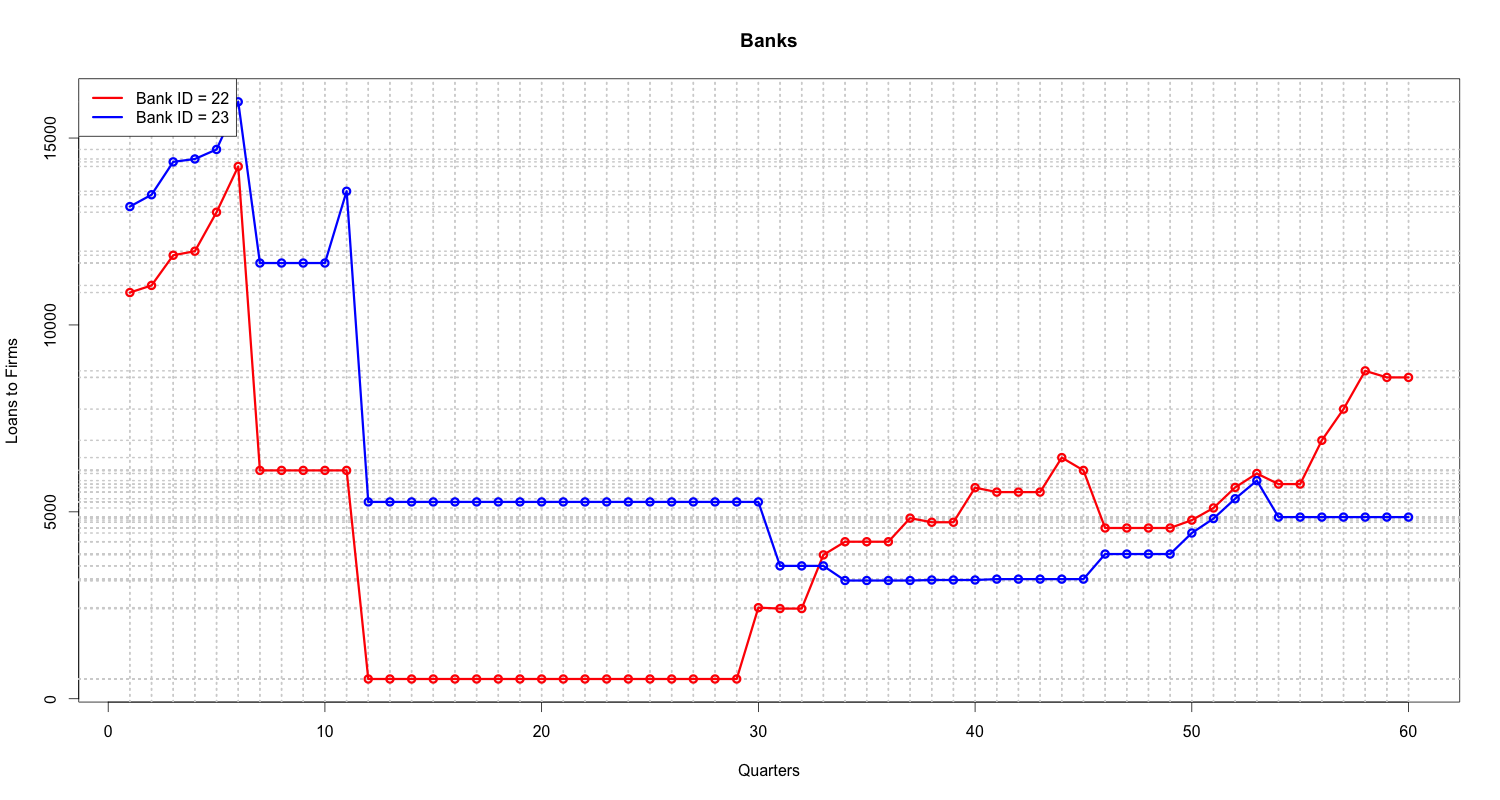 Banks
Bank ID = 22
Bank ID = 23
Loans to Firms
15000
10000
5000
0
0 10 20 30 40 50 60
Quarters